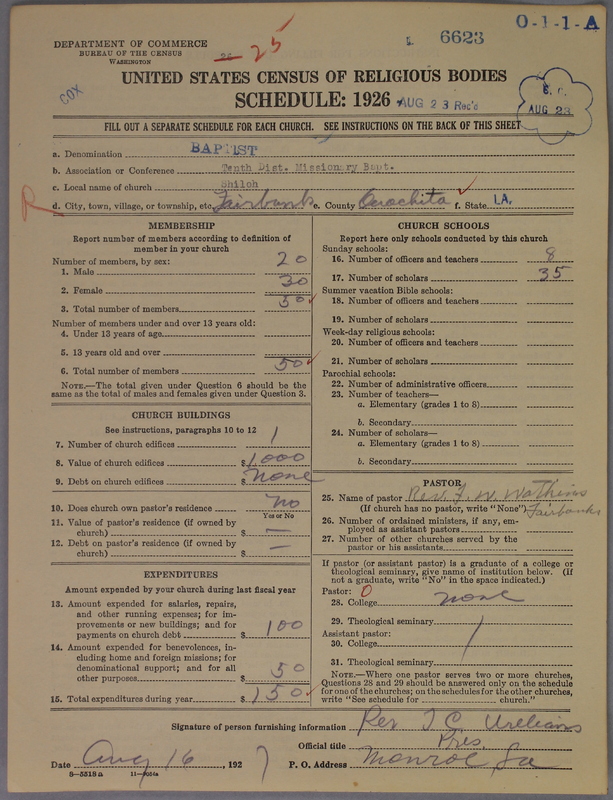 O-1-1-A
6623
25
DEPARTMENT OF COMMERCE
BUREAU OF THE CENSUS
WASHINGTON
COX
UNITED STATES CENSUS OF RELIGIOUS BODIES
SCHEDULE: 1926
AUG 23 Rec'd
AUG 23
FILL OUT A SEPARATE SCHEDULE FOR EACH CHURCH. SEE INSTRUCTIONS ON THE BACK OF THIS SHEET
a. Denomination BAPTIST
b. Association or Conference Tenth Dist. Missionary Bapt.
c. Local name of church Shiloh
R d. City, town, village, or township, etc. Fairbanks e. County Ouachita f. State LA.
MEMBERSHIP
Report number of members according to definition of member in your church
Number of members, by sex:
1. Male 20
2. Female 30
3. Total number of members 50
Number of members under and over 13 years old:
4. Under 13 years of age
5. 13 years old and over
6. Total number of members 50
NOTE.—The total given under Question 6 should be the same as the total of males and females given under Question 3.
CHURCH BUILDINGS
See instructions, paragraphs 10 to 12
7. Number of church edifices 1
8. Value of church edifices $1000
9. Debt on church edifices $ None
10. Does church own pastor's residence no
Yes or No
11. Value of pastor's residence (if owned by church) $ —
12. Debt on pastor's residence (if owned by church) $ —
EXPENDITURES
Amount expended by your church during last fiscal year
13. Amount expended for salaries, repairs, and other running expenses; for improvements or new buildings; and for payments on church debt $ 100
14. Amount expended for benevolences, including home and foreign missions; for denominational support; and for all other purposes $ 50
15. Total expenditures during year $ 150
CHURCH SCHOOLS
Report here only schools conducted by this church
Sunday schools:
16. Number of officers and teachers 8
17. Number of scholars 35
Summer vacation Bible schools:
18. Number of officers and teachers
19. Number of scholars
Week-day religious schools:
20. Number of officers and teachers
21. Number of scholars
Parochial schools:
22. Number of administrative officers
23. Number of teachers—
a. Elementary (grades 1 to 8)
b. Secondary
24. Number of scholars—
a. Elementary (grades 1 to 8)
b. Secondary
PASTOR
25. Name of pastor Rev. F. W. Watkins
(If church has no pastor, write "None") Fairbanks
26. Number of ordained ministers, if any, employed as assistant pastors
27. Number of other churches served by the pastor or his assistants
If pastor (or assistant pastor) is a graduate of a college or theological seminary, give name of institution below. (If not a graduate, write "No" in the space indicated.)
Pastor: 0
28. College none
29. Theological seminary
Assistant pastor:
30. College
31. Theological seminary
NOTE.—Where one pastor serves two or more churches, Questions 28 and 29 should be answered only on the schedule for one of the churches; on the schedules for the other churches, write "See schedule for church."
Signature of person furnishing information Rev J C
Official title Pres.
Date Aug 16, 1927 P. O. Address Monroe La
8—5518a